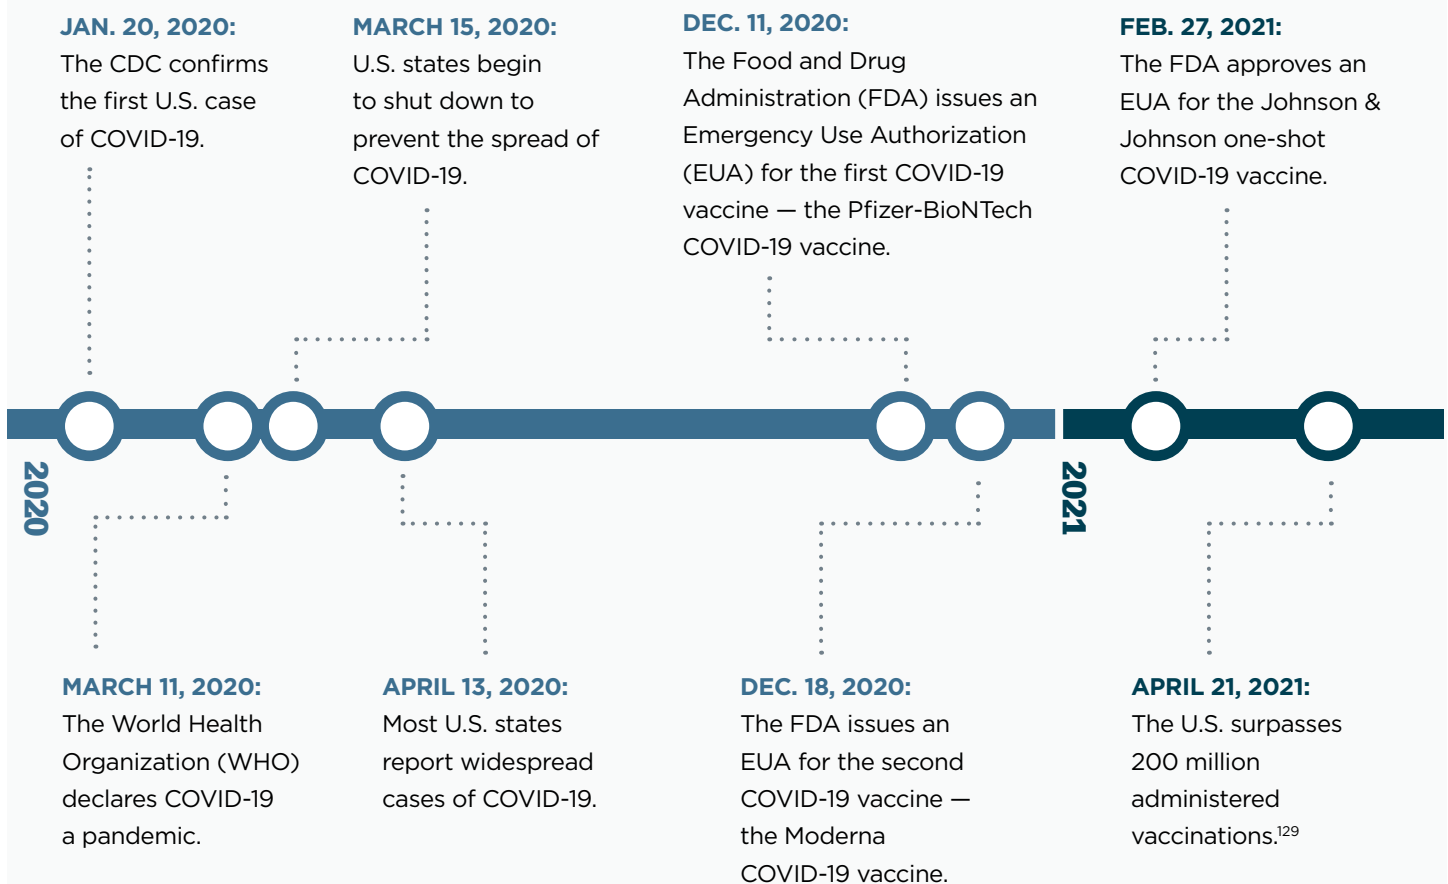 JAN. 20, 2020:
The CDC confirms
the first U.S. case
of COVID-19.
MARCH 15, 2020:
U.S. states begin
to shut down to
prevent the spread of
COVID-19.
DEC. 11, 2020:
The Food and Drug
Administration (FDA) issues an
Emergency Use Authorization
(EUA) for the first COVID-19
vaccine — the Pfizer-BioNTech
COVID-19 vaccine.
FEB. 27, 2021:
The FDA approves an
EUA for the Johnson &
Johnson one-shot
COVID-19 vaccine.
2020
2021
MARCH 11, 2020:
The World Health
Organization (WHO)
declares COVID-19
a pandemic.
APRIL 13, 2020:
Most U.S. states
report widespread
cases of COVID-19.
DEC. 18, 2020:
The FDA issues an
EUA for the second
COVID-19 vaccine —
the Moderna
COVID-19 vaccine.
APRIL 21, 2021:
The U.S. surpasses
200 million
administered
vaccinations.129